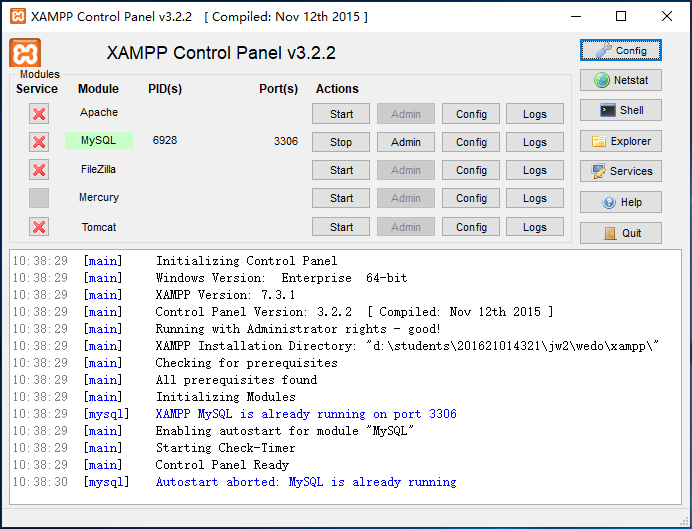 XAMPP Control Panel v3.2.2   [ Compiled: Nov 12th 2015 ]
XAMPP Control Panel v3.2.2
Config
Modules
Service Module PID(s) Port(s) Actions
Netstat
Apache Start Admin Config Logs
Shell
MySQL 6928 3306 Stop Admin Config Logs
Explorer
FileZilla Start Admin Config Logs
Services
Mercury Start Admin Config Logs
Help
Tomcat Start Admin Config Logs
Quit
10:38:29 [main] Initializing Control Panel
10:38:29 [main] Windows Version:  Enterprise  64-bit
10:38:29 [main] XAMPP Version: 7.3.1
10:38:29 [main] Control Panel Version: 3.2.2  [ Compiled: Nov 12th 2015 ]
10:38:29 [main] Running with Administrator rights - good!
10:38:29 [main] XAMPP Installation Directory: "d:\students\201621014321\jw2\wedo\xampp\"
10:38:29 [main] Checking for prerequisites
10:38:29 [main] All prerequisites found
10:38:29 [main] Initializing Modules
10:38:29 [mysql] XAMPP MySQL is already running on port 3306
10:38:29 [main] Enabling autostart for module "MySQL"
10:38:29 [main] Starting Check-Timer
10:38:29 [main] Control Panel Ready
10:38:30 [mysql] Autostart aborted: MySQL is already running